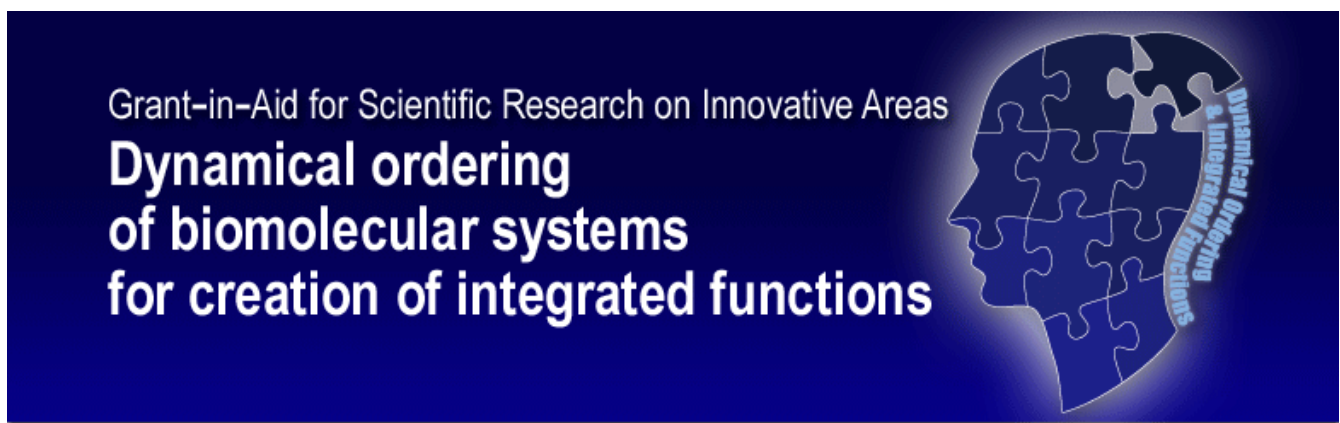 Grant-in-Aid for Scientific Research on Innovative Areas
Dynamical ordering
of biomolecular systems
for creation of integrated functions
Dynamical Ordering
& Integrated Functions